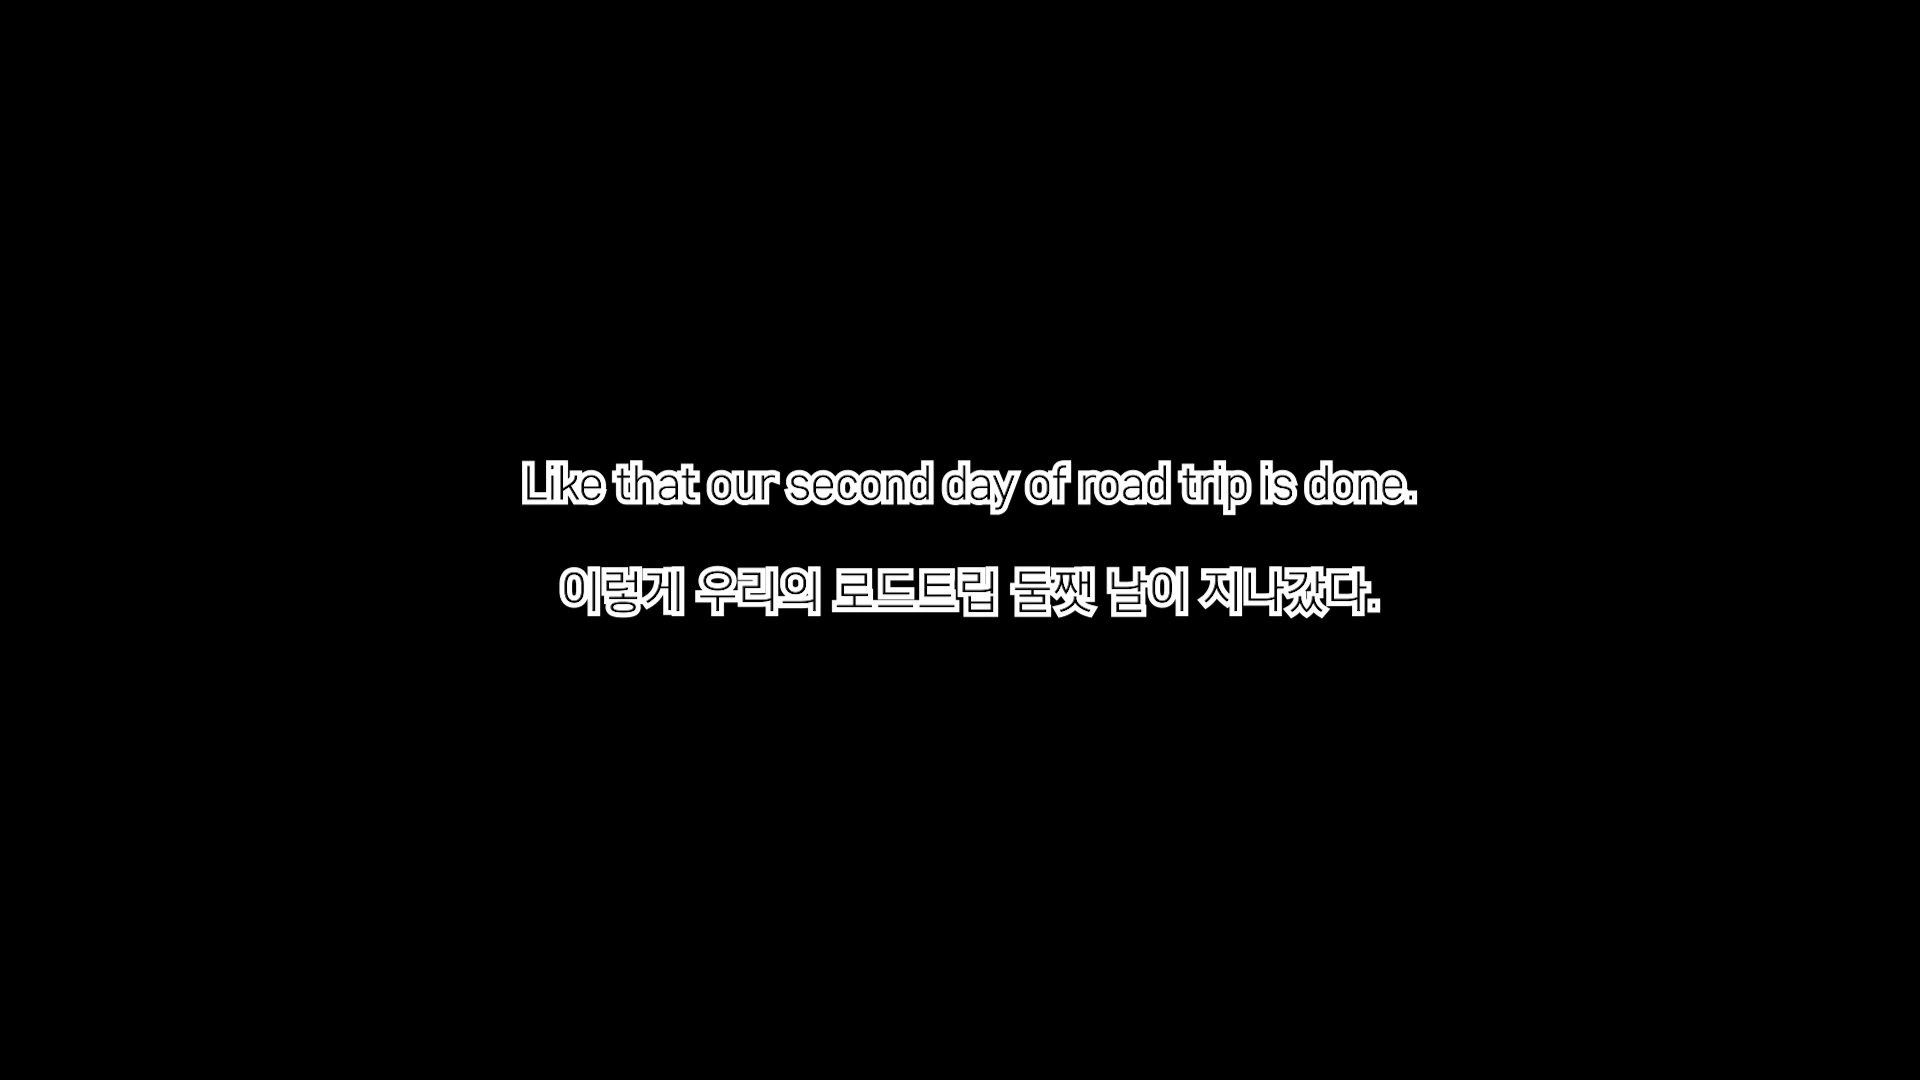 Like that our second day of road trip is done.
이렇게 우리의 로드트립 둘쨋 날이 지나갔다.